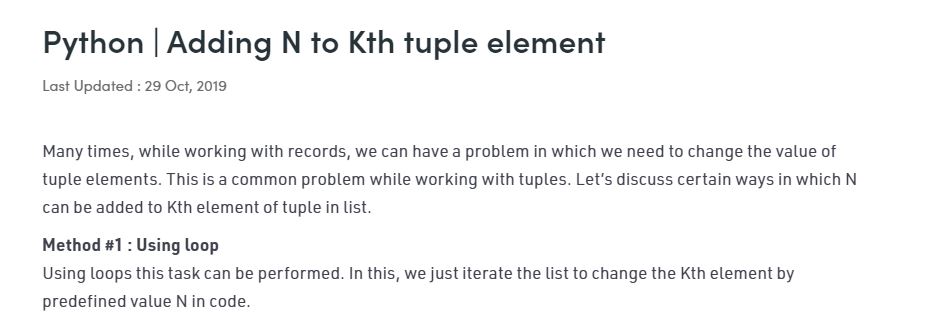 Python | Adding N to Kth tuple element
Last Updated : 29 Oct, 2019
Many times, while working with records, we can have a problem in which we need to change the value of
tuple elements. This is a common problem while working with tuples. Let’s discuss certain ways in which N
can be added to Kth element of tuple in list.
Method #1 : Using loop
Using loops this task can be performed. In this, we just iterate the list to change the Kth element by
predefined value N in code.